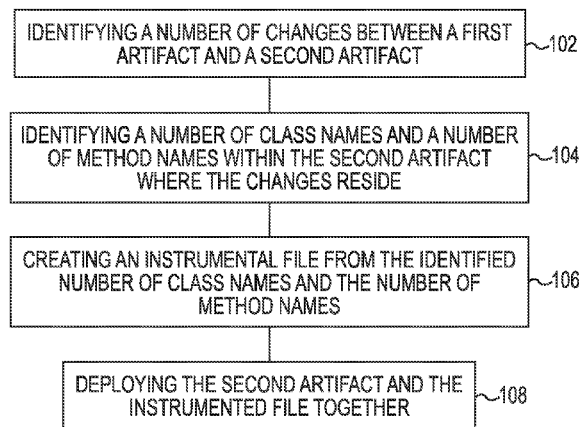 IDENTIFYING A NUMBER OF CHANGES BETWEEN A FIRST
ARTIFACT AND A SECOND ARTIFACT
102
IDENTIFYING A NUMBER OF CLASS NAMES AND A NUMBER
OF METHOD NAMES WITHIN THE SECOND ARTIFACT
WHERE THE CHANGES RESIDE
104
CREATING AN INSTRUMENTAL FILE FROM THE IDENTIFIED
NUMBER OF CLASS NAMES AND THE NUMBER OF
METHOD NAMES
106
DEPLOYING THE SECOND ARTIFACT AND THE
INSTRUMENTED FILE TOGETHER
108